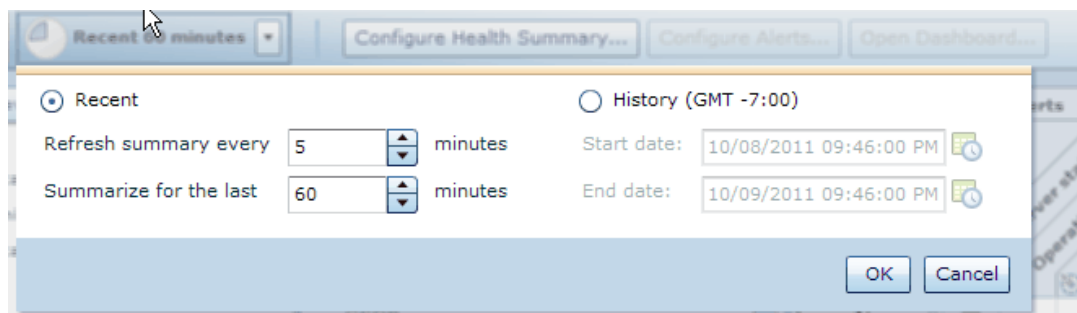 Recent 60 minutes
Configure Health Summary... Configure Alerts... Open Dashboard...
Recent
History (GMT -7:00)
Refresh summary every 5 minutes
Start date: 10/08/2011 09:46:00 PM
Summarize for the last 60 minutes
End date: 10/09/2011 09:46:00 PM
OK Cancel